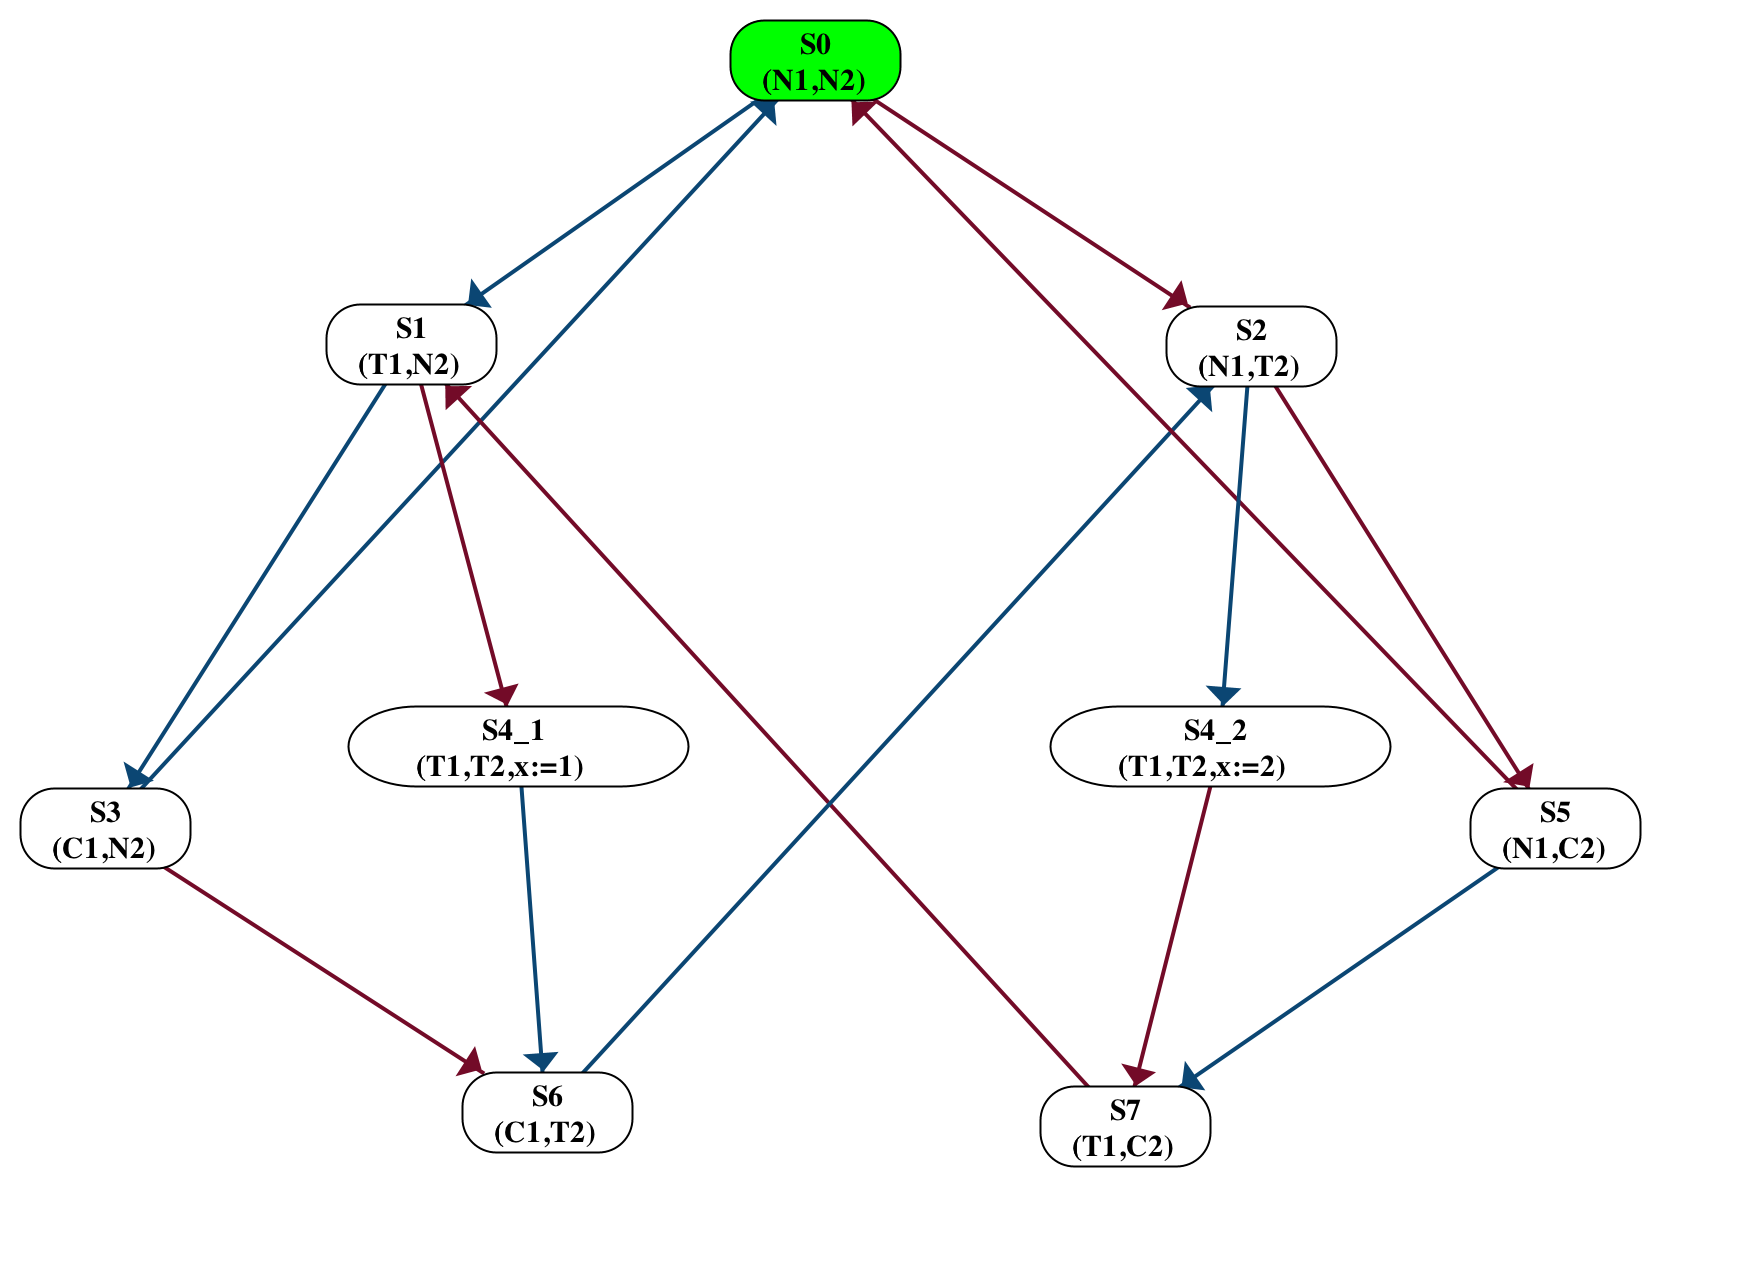 S0
(N1,N2)
S1
(T1,N2)
S2
(N1,T2)
S4_1
(T1,T2,x:=1)
S4_2
(T1,T2,x:=2)
S3
(C1,N2)
S5
(N1,C2)
S6
(C1,T2)
S7
(T1,C2)